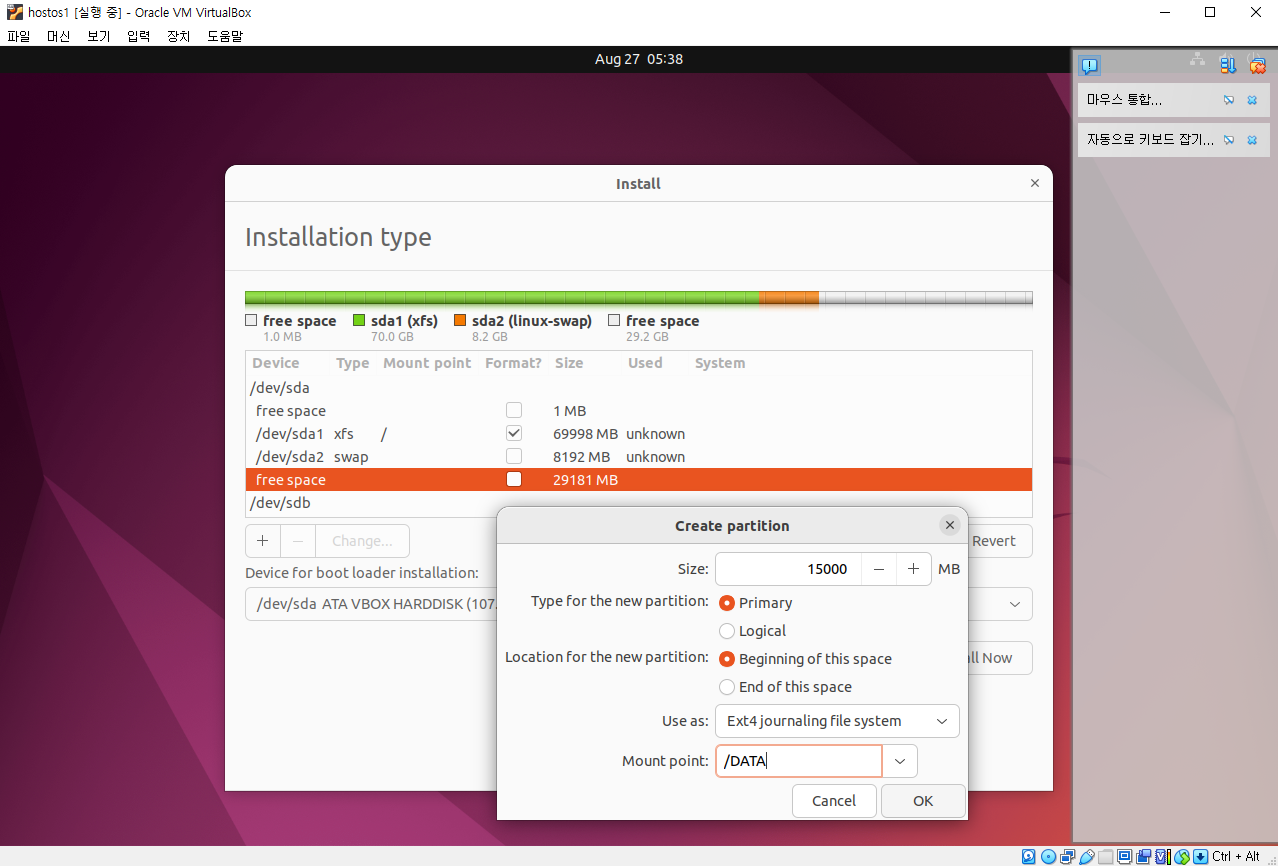 hostos1 [실행 중] - Oracle VM VirtualBox
파일 머신 보기 입력 장치 도움말
Aug 27 05:38
마우스 통합...
자동으로 키보드 잡기...
Install
Installation type
free space sda1 (xfs) sda2 (linux-swap) free space
1.0 MB 70.0 GB 8.2 GB 29.2 GB
Device Type Mount point Format? Size Used System
/dev/sda
free space 1 MB
/dev/sda1 xfs / 69998 MB unknown
/dev/sda2 swap 8192 MB unknown
free space 29181 MB
/dev/sdb
+ − Change... Revert
Device for boot loader installation:
/dev/sda ATA VBOX HARDDISK (107.
all Now
Create partition
Size: 15000 − + MB
Type for the new partition: Primary
Logical
Location for the new partition: Beginning of this space
End of this space
Use as: Ext4 journaling file system
Mount point: /DATA
Cancel OK
Ctrl + Alt